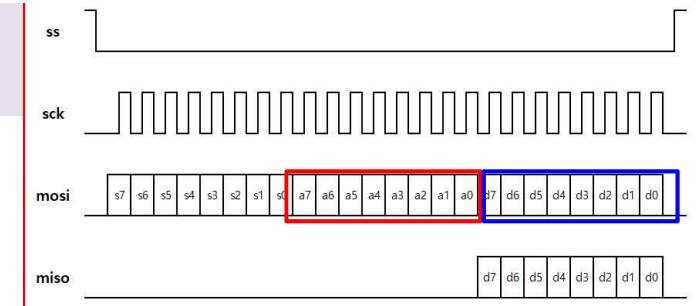 ss
sck
mosi s7 s6 s5 s4 s3 s2 s1 s0 a7 a6 a5 a4 a3 a2 a1 a0 d7 d6 d5 d4 d3 d2 d1 d0
miso d7 d6 d5 d4 d3 d2 d1 d0